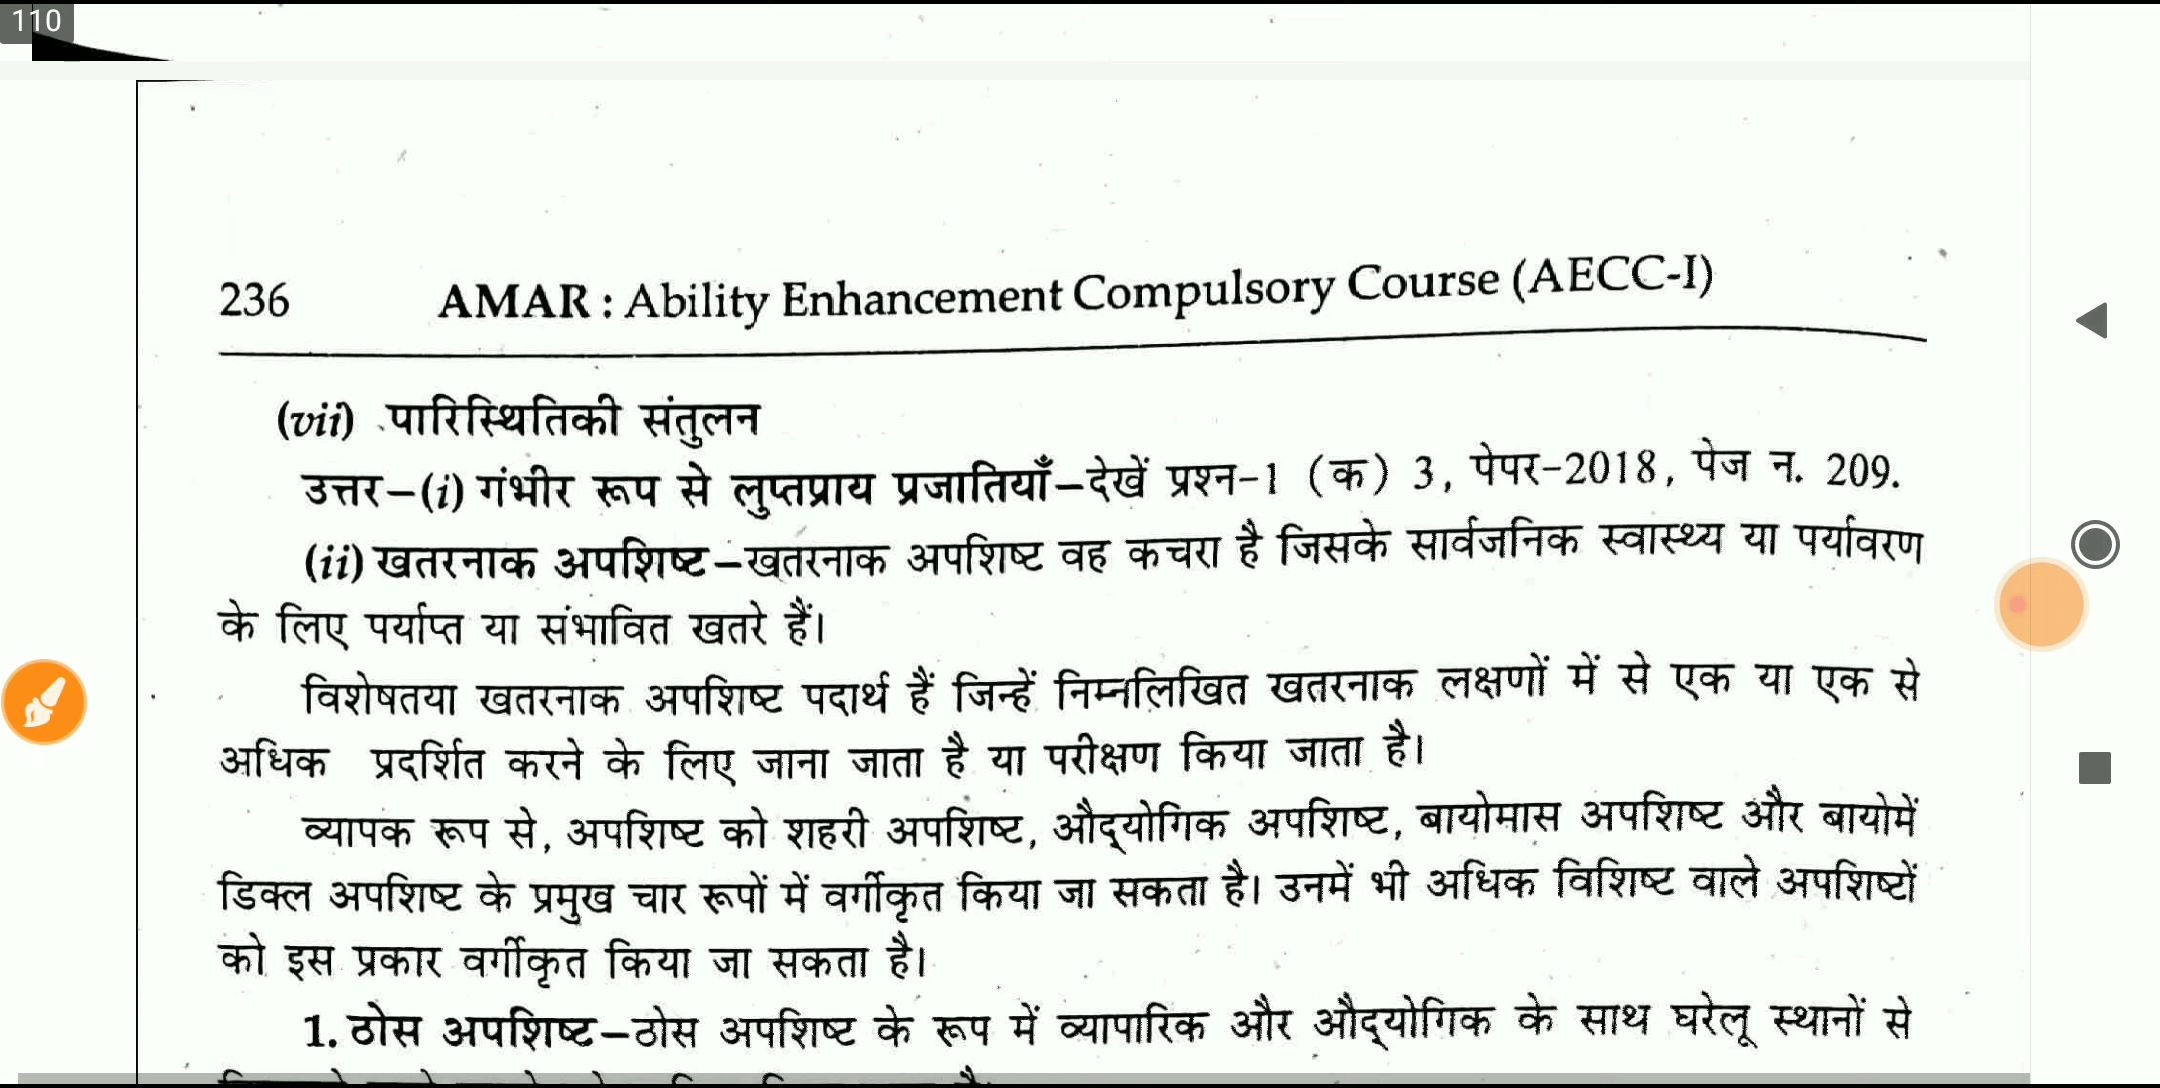 110
236 AMAR : Ability Enhancement Compulsory Course (AECC-I)
(vii) पारिस्थितिकी संतुलन
उत्तर–(i) गंभीर रूप से लुप्तप्राय प्रजातियाँ–देखें प्रश्न-1 (क) 3, पेपर-2018, पेज न. 209.
(ii) खतरनाक अपशिष्ट–खतरनाक अपशिष्ट वह कचरा है जिसके सार्वजनिक स्वास्थ्य या पर्यावरण
के लिए पर्याप्त या संभावित खतरे हैं।
विशेषतया खतरनाक अपशिष्ट पदार्थ हैं जिन्हें निम्नलिखित खतरनाक लक्षणों में से एक या एक से
अधिक प्रदर्शित करने के लिए जाना जाता है या परीक्षण किया जाता है।
व्यापक रूप से, अपशिष्ट को शहरी अपशिष्ट, औद्योगिक अपशिष्ट, बायोमास अपशिष्ट और बायोमें
डिक्ल अपशिष्ट के प्रमुख चार रूपों में वर्गीकृत किया जा सकता है। उनमें भी अधिक विशिष्ट वाले अपशिष्टों
को इस प्रकार वर्गीकृत किया जा सकता है।
1. ठोस अपशिष्ट–ठोस अपशिष्ट के रूप में व्यापारिक और औद्योगिक के साथ घरेलू स्थानों से